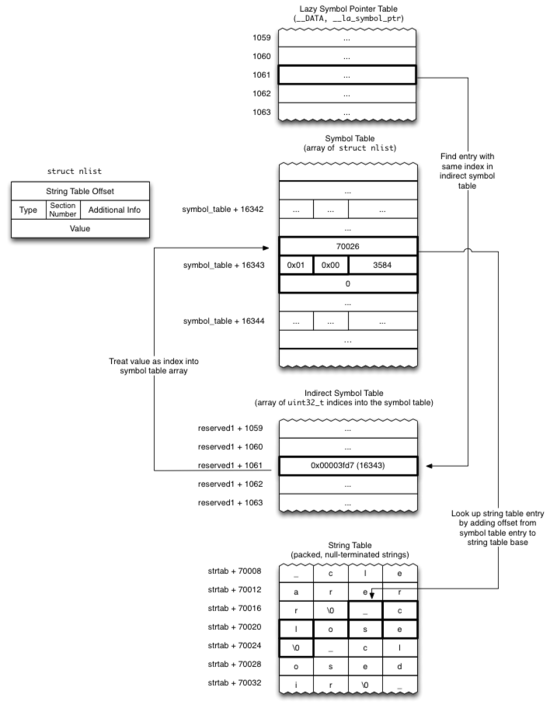 Lazy Symbol Pointer Table
(__DATA, __la_symbol_ptr)
1059 ...
1060 ...
1061 ...
1062 ...
1063 ...
Symbol Table
(array of struct nlist)
Find entry with
same index in
indirect symbol
table
struct nlist
String Table Offset
Type Section Number Additional Info
Value
...
symbol_table + 16342 ... ... ...
...
70026
symbol_table + 16343 0x01 0x00 3584
0
...
symbol_table + 16344 ... ... ...
...
Treat value as index into
symbol table array
Indirect Symbol Table
(array of uint32_t indices into the symbol table)
reserved1 + 1059 ...
reserved1 + 1060 ...
reserved1 + 1061 0x00003fd7 (16343)
reserved1 + 1062 ...
reserved1 + 1063 ...
Look up string table entry
by adding offset from
symbol table entry to
string table base
String Table
(packed, null-terminated strings)
strtab + 70008 _ c l e
strtab + 70012 a r e r
strtab + 70016 r \0 _ c
strtab + 70020 l o s e
strtab + 70024 \0 _ c l
strtab + 70028 o s e d
strtab + 70032 i r \0 _